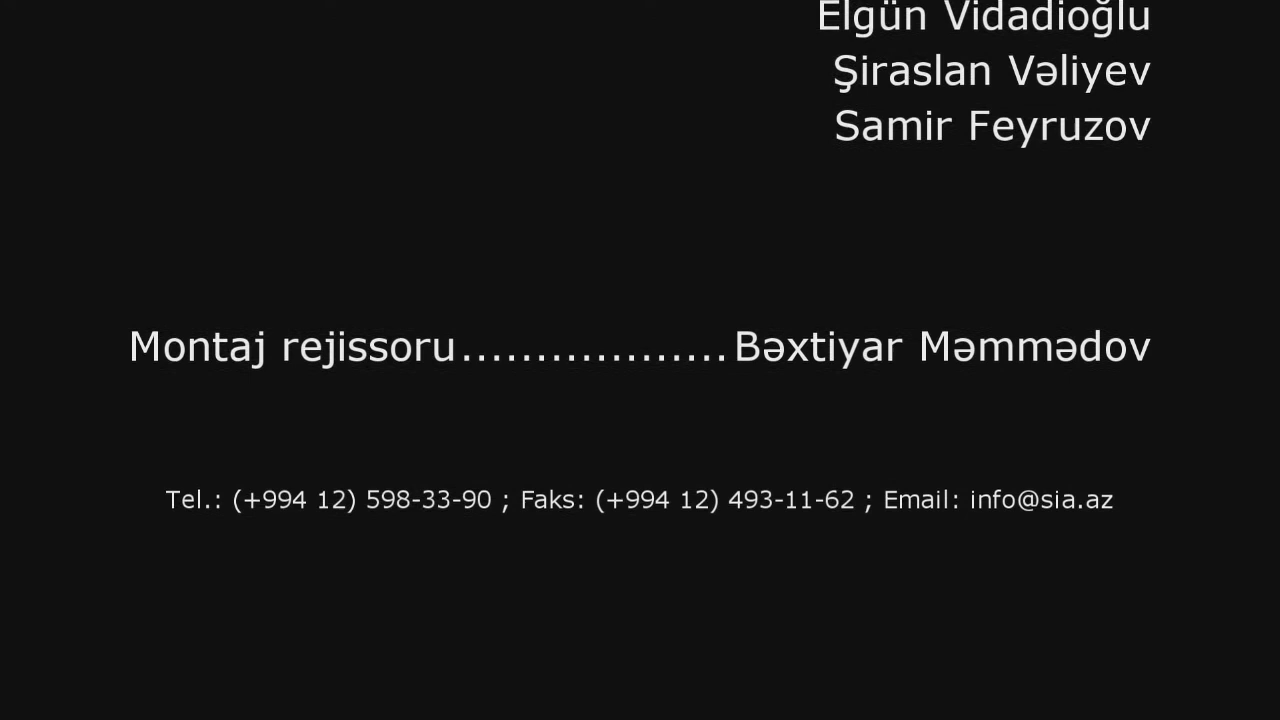 Elgün Vidadioğlu
Şiraslan Vəliyev
Samir Feyruzov
Montaj rejissoru..................Bəxtiyar Məmmədov
Tel.: (+994 12) 598-33-90 ; Faks: (+994 12) 493-11-62 ; Email: info@sia.az